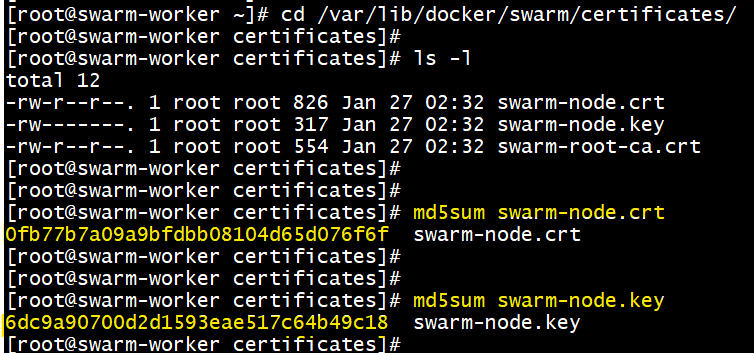 [root@swarm-worker ~]# cd /var/lib/docker/swarm/certificates/
[root@swarm-worker certificates]#
[root@swarm-worker certificates]# ls -l
total 12
-rw-r--r--. 1 root root 826 Jan 27 02:32 swarm-node.crt
-rw-------. 1 root root 317 Jan 27 02:32 swarm-node.key
-rw-r--r--. 1 root root 554 Jan 27 02:32 swarm-root-ca.crt
[root@swarm-worker certificates]#
[root@swarm-worker certificates]#
[root@swarm-worker certificates]# md5sum swarm-node.crt
0fb77b7a09a9bfdbb08104d65d076f6f  swarm-node.crt
[root@swarm-worker certificates]#
[root@swarm-worker certificates]#
[root@swarm-worker certificates]# md5sum swarm-node.key
6dc9a90700d2d1593eae517c64b49c18  swarm-node.key
[root@swarm-worker certificates]#